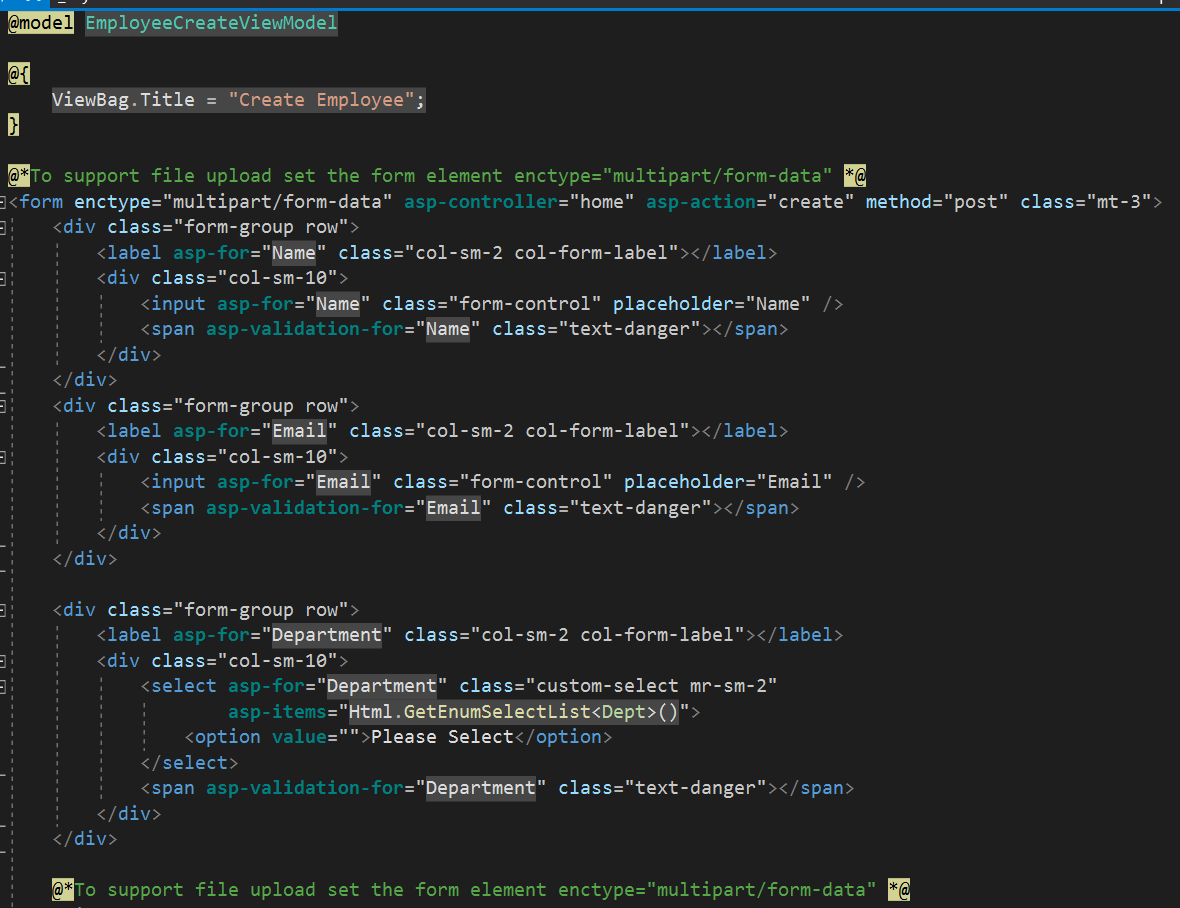 @model EmployeeCreateViewModel
@{
ViewBag.Title = "Create Employee";
}
@*To support file upload set the form element enctype="multipart/form-data" *@
<form enctype="multipart/form-data" asp-controller="home" asp-action="create" method="post" class="mt-3">
<div class="form-group row">
<label asp-for="Name" class="col-sm-2 col-form-label"></label>
<div class="col-sm-10">
<input asp-for="Name" class="form-control" placeholder="Name" />
<span asp-validation-for="Name" class="text-danger"></span>
</div>
</div>
<div class="form-group row">
<label asp-for="Email" class="col-sm-2 col-form-label"></label>
<div class="col-sm-10">
<input asp-for="Email" class="form-control" placeholder="Email" />
<span asp-validation-for="Email" class="text-danger"></span>
</div>
</div>
<div class="form-group row">
<label asp-for="Department" class="col-sm-2 col-form-label"></label>
<div class="col-sm-10">
<select asp-for="Department" class="custom-select mr-sm-2"
asp-items="Html.GetEnumSelectList<Dept>()">
<option value="">Please Select</option>
</select>
<span asp-validation-for="Department" class="text-danger"></span>
</div>
</div>
@*To support file upload set the form element enctype="multipart/form-data" *@